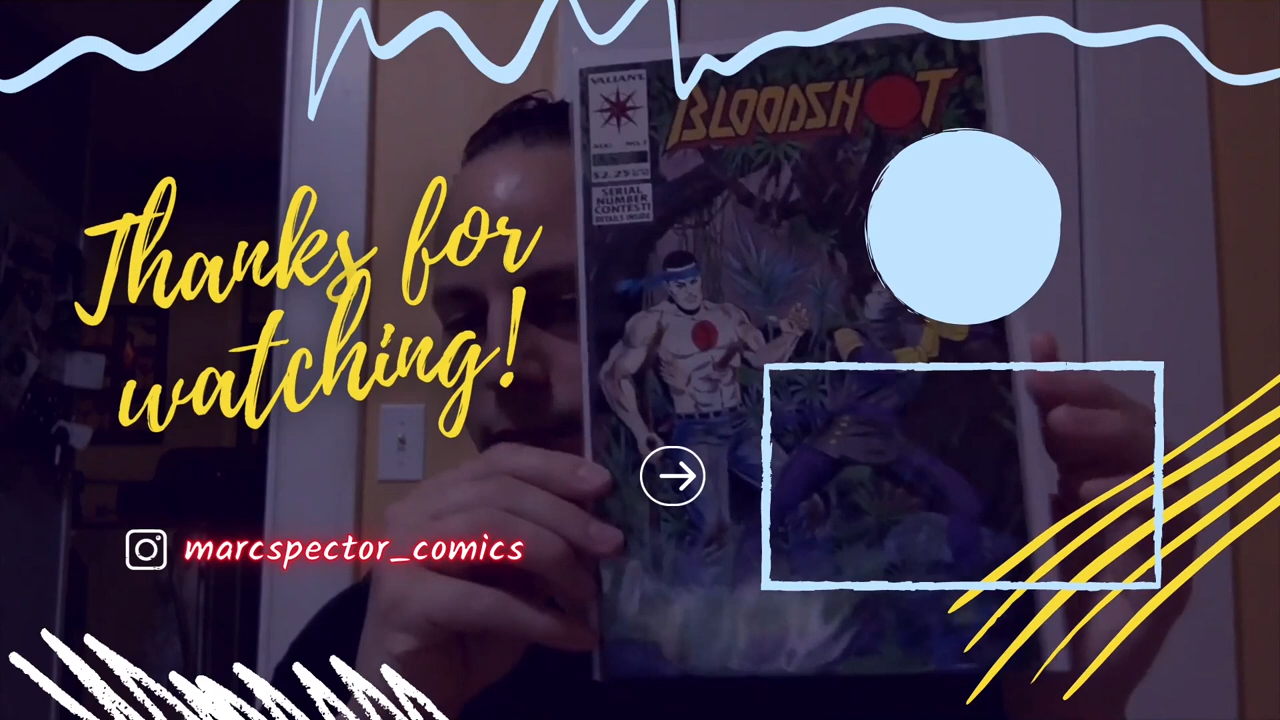 VALIANT
BLOODSHOT
$2.25
SERIAL
NUMBER
CONTEST!
DETAILS INSIDE
Thanks for
watching!
marcspector_comics